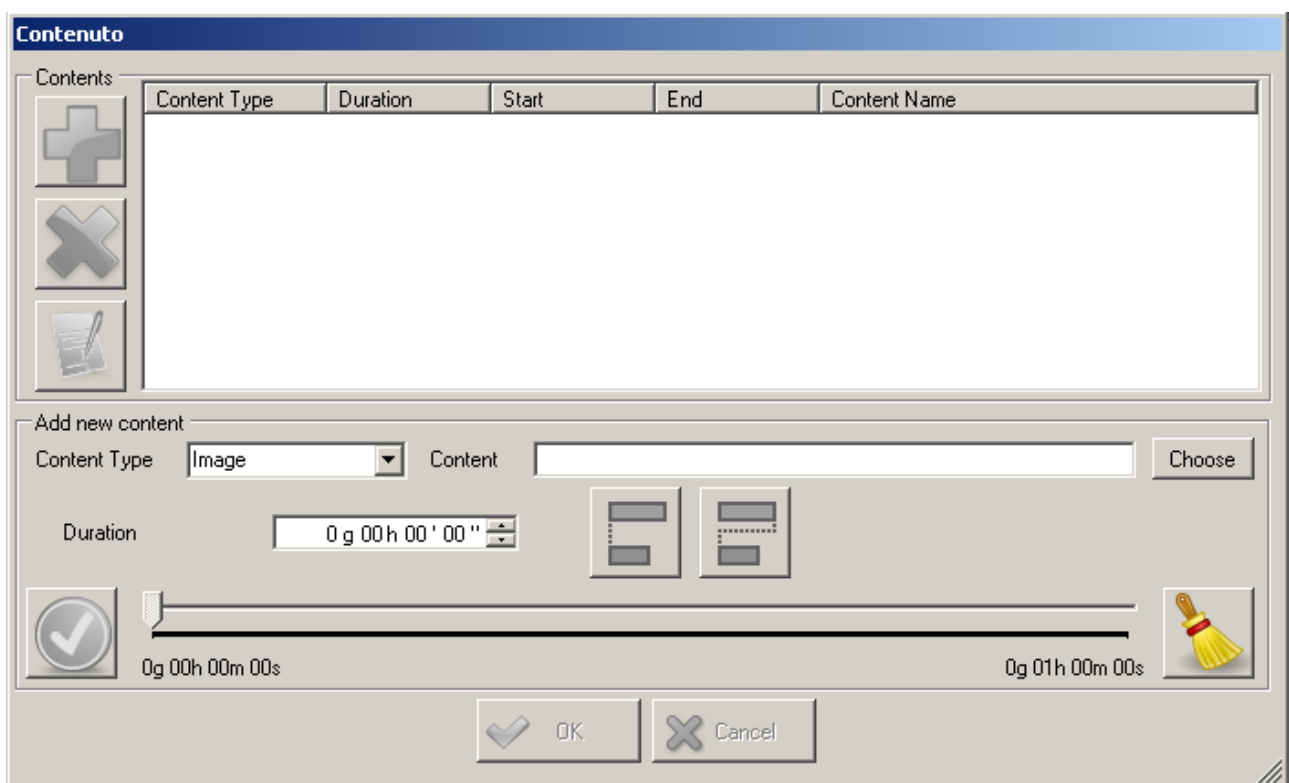 Contenuto
Contents
Content Type Duration Start End Content Name
Add new content
Content Type Image Content Choose
Duration 0 g 00 h 00 ' 00 "
0g 00h 00m 00s 0g 01h 00m 00s
OK Cancel